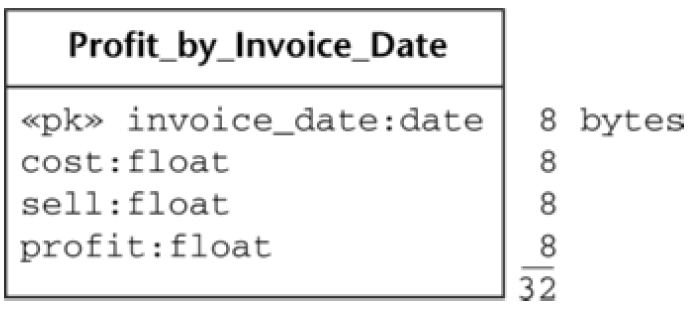 Profit_by_Invoice_Date
«pk» invoice_date:date 8 bytes
cost:float 8
sell:float 8
profit:float 8
32